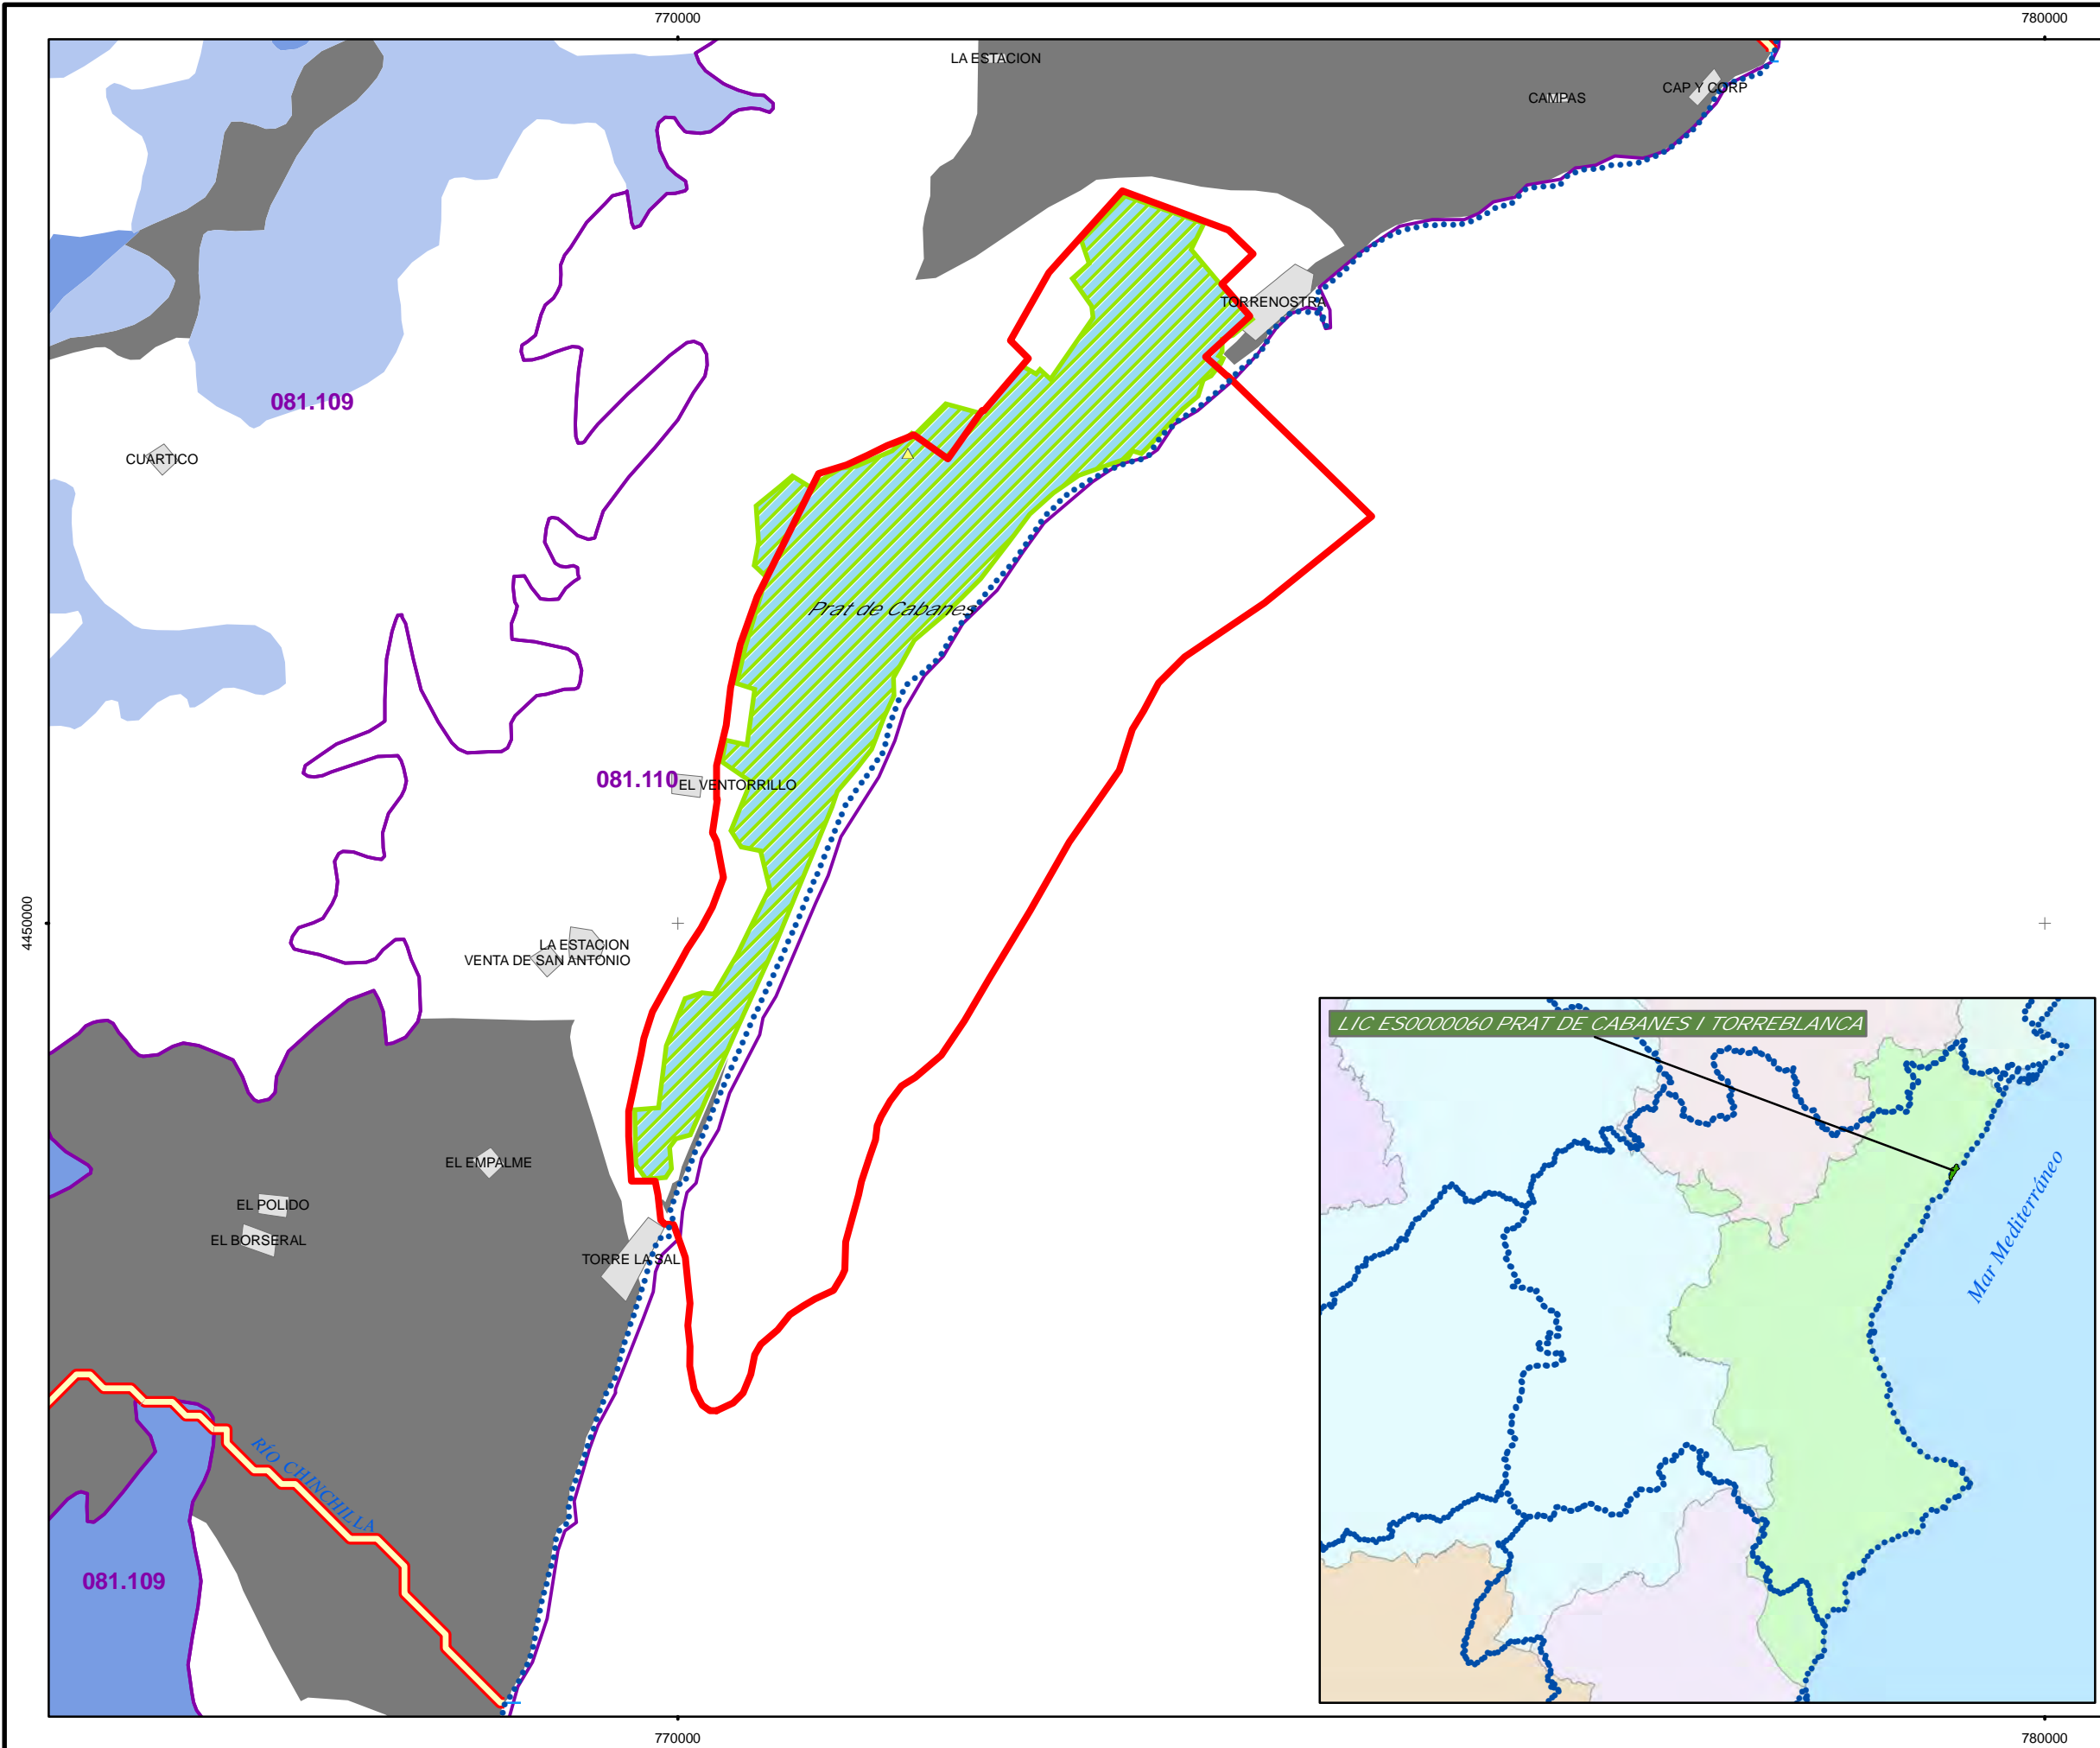 770000
780000
LA ESTACION
CAP Y CORP
CAMPAS
TORRENOSTRA
081.109
CUARTICO
Prat de Cabanes
081.110
EL VENTORRILLO
4450000
LA ESTACION
VENTA DE SAN ANTONIO
LIC ES0000060 PRAT DE CABANES I TORREBLANCA
Mar Mediterráneo
EL EMPALME
EL POLIDO
EL BORSERAL
TORRE LA SAL
RÍO CHINCHILLA
081.109
770000
780000